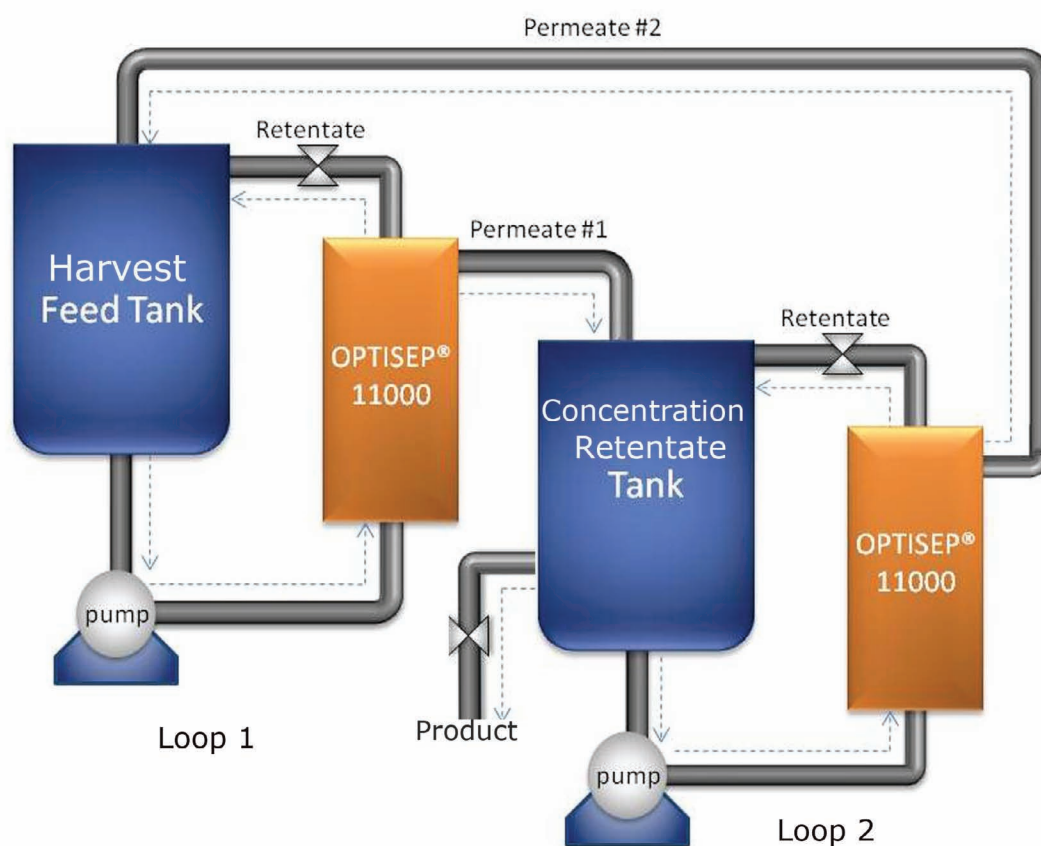 Permeate #2
Retentate
Permeate #1
Harvest
Feed Tank
OPTISEP®
11000
Retentate
Concentration
Retentate
Tank
OPTISEP®
11000
pump
Loop 1
Product
pump
Loop 2